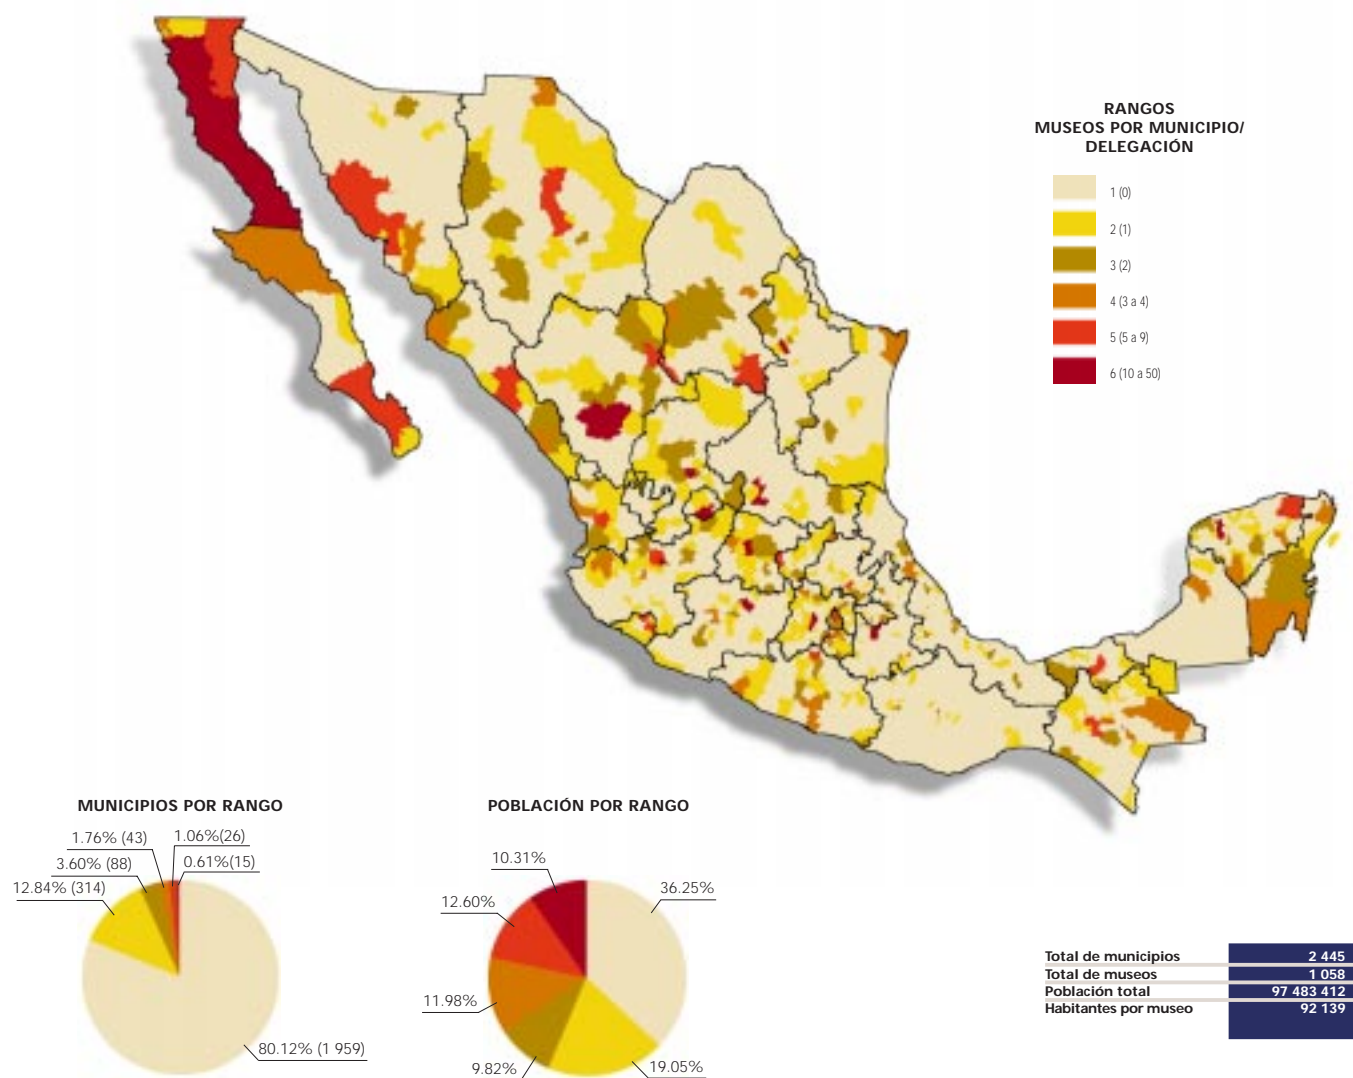 RANGOS
MUSEOS POR MUNICIPIO/
DELEGACIÓN
1 (0)
2 (1)
3 (2)
4 (3 a 4)
5 (5 a 9)
6 (10 a 50)
MUNICIPIOS POR RANGO
1.76% (43)
1.06%(26)
3.60% (88)
0.61%(15)
12.84% (314)
80.12% (1 959)
POBLACIÓN POR RANGO
10.31%
36.25%
12.60%
11.98%
9.82%
19.05%
Total de municipios 2 445
Total de museos 1 058
Población total 97 483 412
Habitantes por museo 92 139